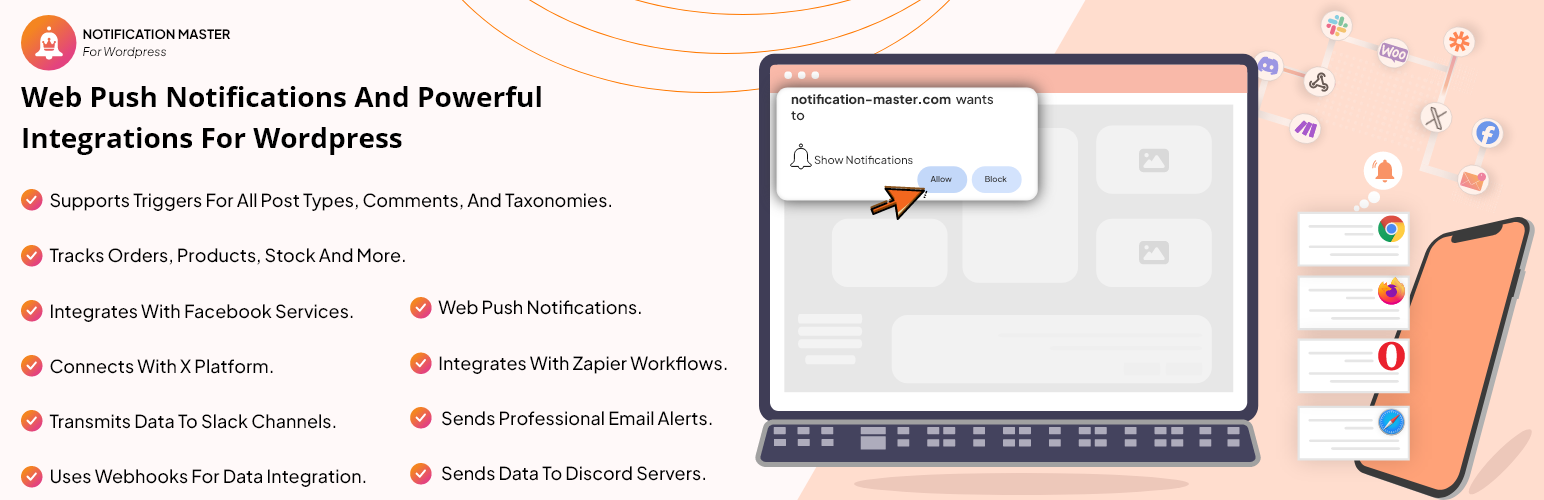 NOTIFICATION MASTER
For Wordpress
Web Push Notifications And Powerful
Integrations For Wordpress
Supports Triggers For All Post Types, Comments, And Taxonomies.
Tracks Orders, Products, Stock And More.
Integrates With Facebook Services.
Connects With X Platform.
Transmits Data To Slack Channels.
Uses Webhooks For Data Integration.
Web Push Notifications.
Integrates With Zapier Workflows.
Sends Professional Email Alerts.
Sends Data To Discord Servers.
notification-master.com wants
to
Show Notifications
Allow
Block
WOO